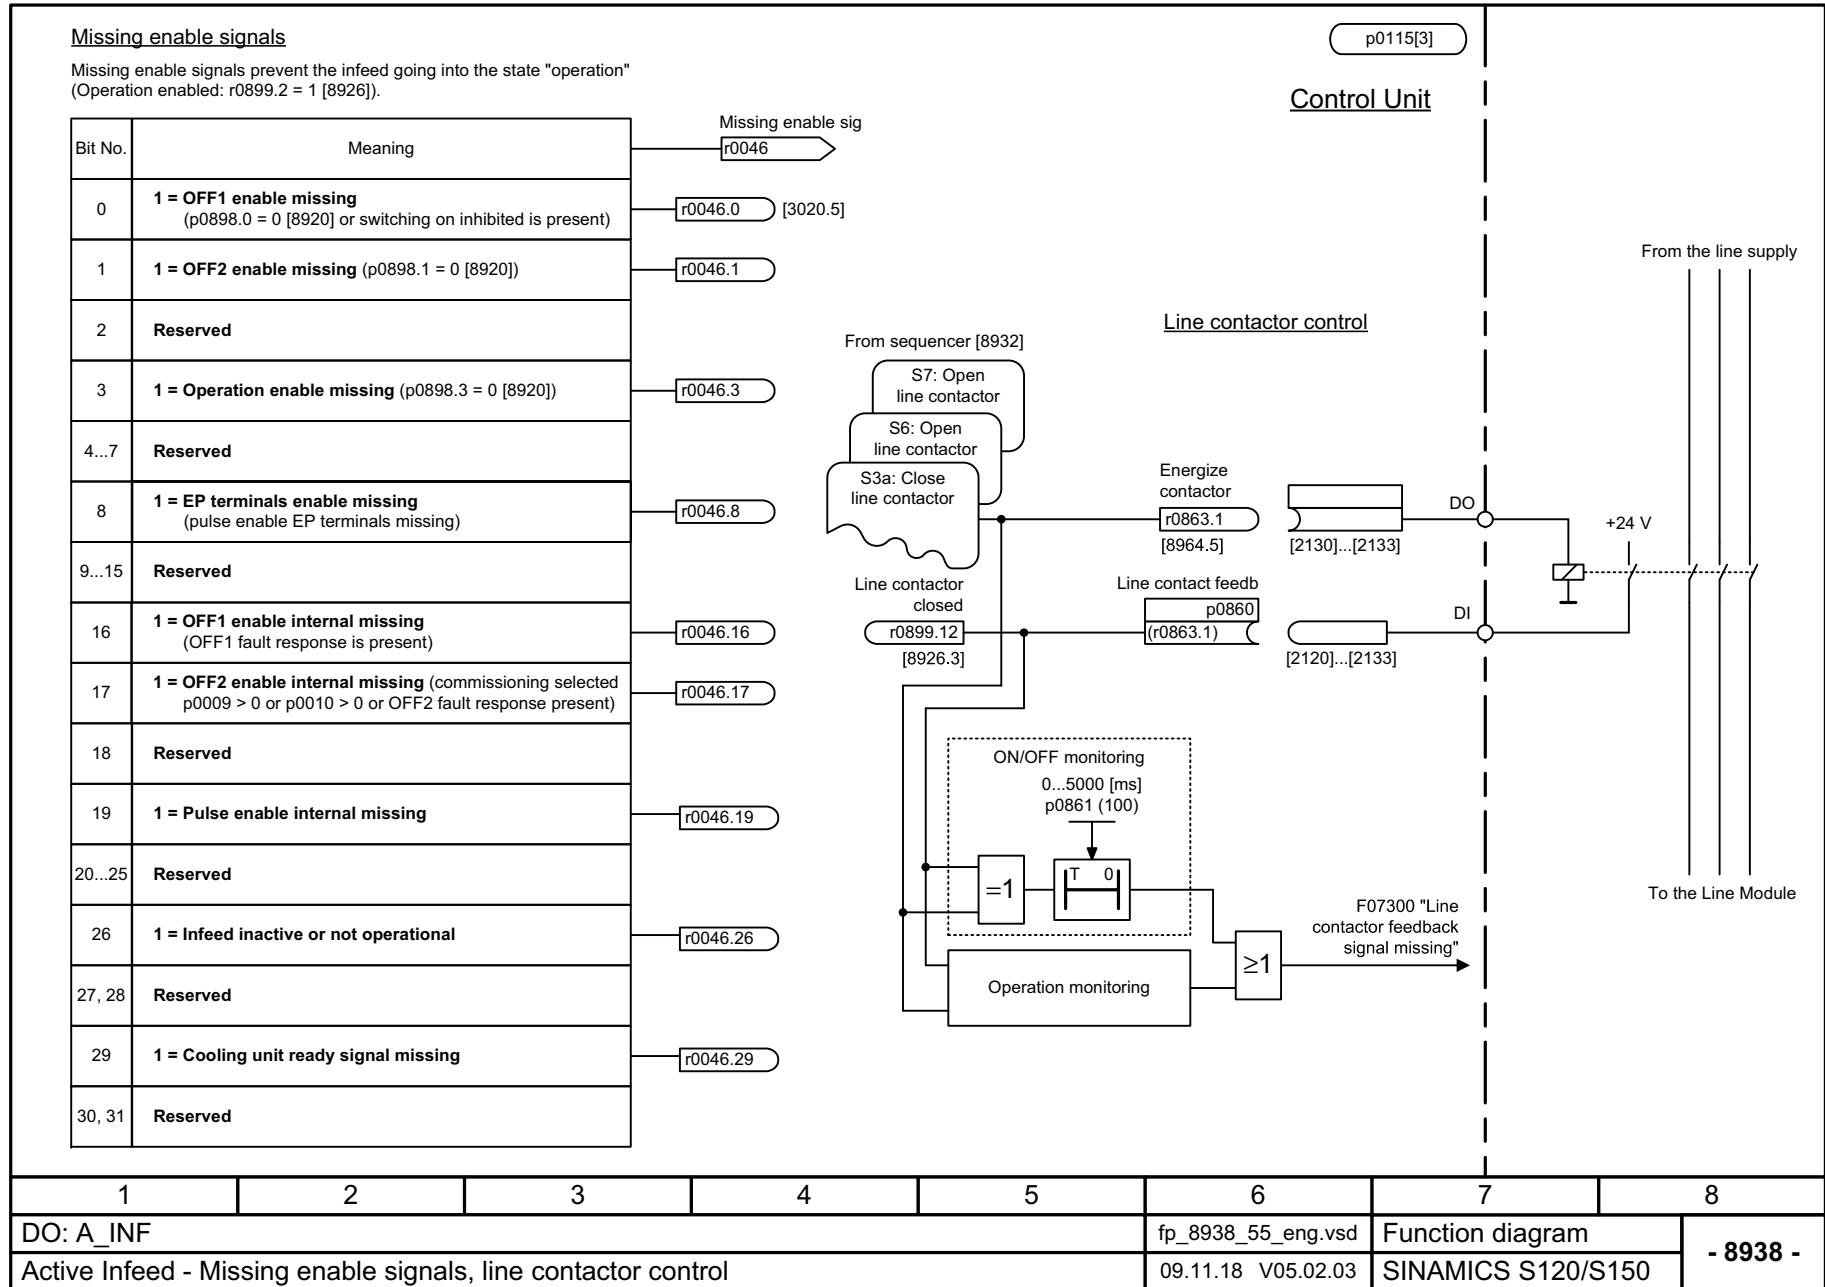 Missing enable signals
Missing enable signals prevent the infeed going into the state "operation"
(Operation enabled: r0899.2 = 1 [8926]).
p0115[3]
Control Unit
Bit No.
Meaning
Missing enable sig
r0046
0
1 = OFF1 enable missing
(p0898.0 = 0 [8920] or switching on inhibited is present)
r0046.0
[3020.5]
1
1 = OFF2 enable missing (p0898.1 = 0 [8920])
r0046.1
2
Reserved
3
1 = Operation enable missing (p0898.3 = 0 [8920])
r0046.3
4...7
Reserved
8
1 = EP terminals enable missing
(pulse enable EP terminals missing)
r0046.8
9...15
Reserved
16
1 = OFF1 enable internal missing
(OFF1 fault response is present)
r0046.16
17
1 = OFF2 enable internal missing (commissioning selected
p0009 > 0 or p0010 > 0 or OFF2 fault response present)
r0046.17
18
Reserved
19
1 = Pulse enable internal missing
r0046.19
20...25
Reserved
26
1 = Infeed inactive or not operational
r0046.26
27, 28
Reserved
29
1 = Cooling unit ready signal missing
r0046.29
30, 31
Reserved
Line contactor control
From sequencer [8932]
S7: Open
line contactor
S6: Open
line contactor
S3a: Close
line contactor
Energize
contactor
r0863.1
[8964.5]
[2130]...[2133]
DO
+24 V
From the line supply
Line contactor
closed
r0899.12
[8926.3]
Line contact feedb
p0860
(r0863.1)
[2120]...[2133]
DI
ON/OFF monitoring
0...5000 [ms]
p0861 (100)
=1
T 0
Operation monitoring
≥1
F07300 "Line
contactor feedback
signal missing"
To the Line Module
1 2 3 4 5 6 7 8
DO: A_INF
fp_8938_55_eng.vsd
Function diagram
- 8938 -
Active Infeed - Missing enable signals, line contactor control
09.11.18 V05.02.03
SINAMICS S120/S150